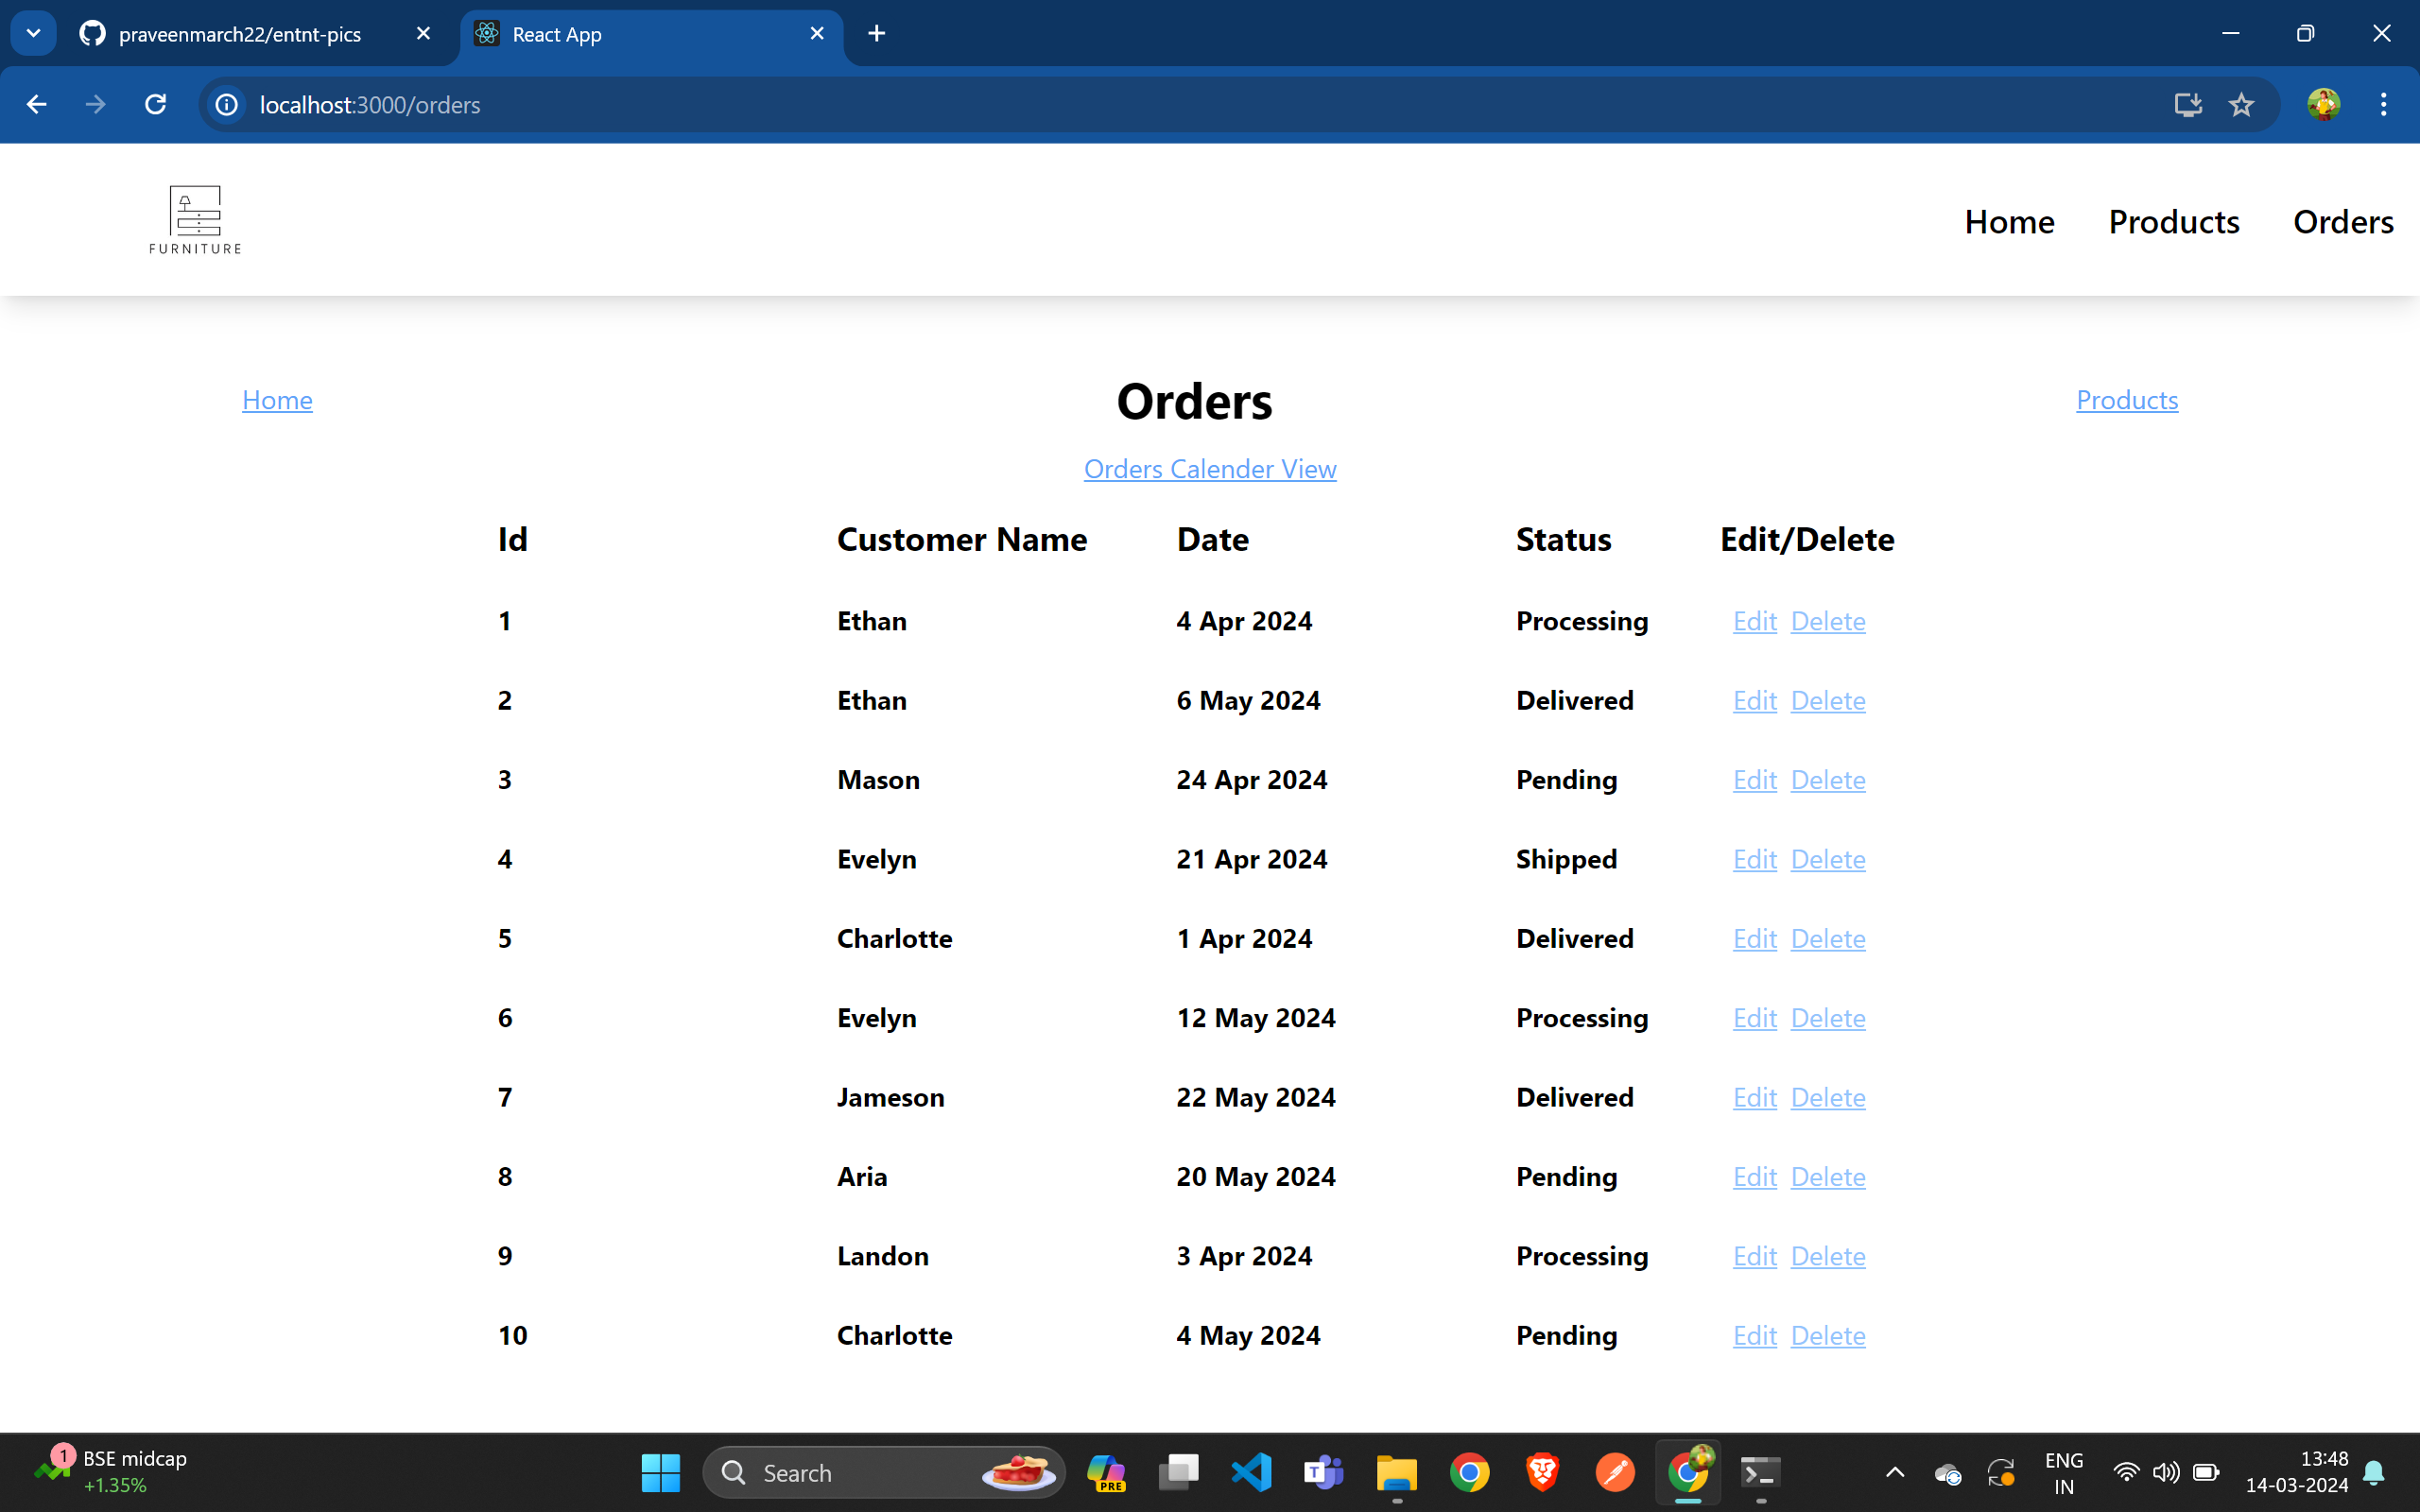 praveenmarch22/entnt-pics
React App
localhost:3000/orders
FURNITURE
Home Products Orders
Home Orders Products
Orders Calender View
Id Customer Name Date Status Edit/Delete
1 Ethan 4 Apr 2024 Processing Edit Delete
2 Ethan 6 May 2024 Delivered Edit Delete
3 Mason 24 Apr 2024 Pending Edit Delete
4 Evelyn 21 Apr 2024 Shipped Edit Delete
5 Charlotte 1 Apr 2024 Delivered Edit Delete
6 Evelyn 12 May 2024 Processing Edit Delete
7 Jameson 22 May 2024 Delivered Edit Delete
8 Aria 20 May 2024 Pending Edit Delete
9 Landon 3 Apr 2024 Processing Edit Delete
10 Charlotte 4 May 2024 Pending Edit Delete
1
BSE midcap
+1.35%
Search
PRE
T
ENG
IN
13:48
14-03-2024